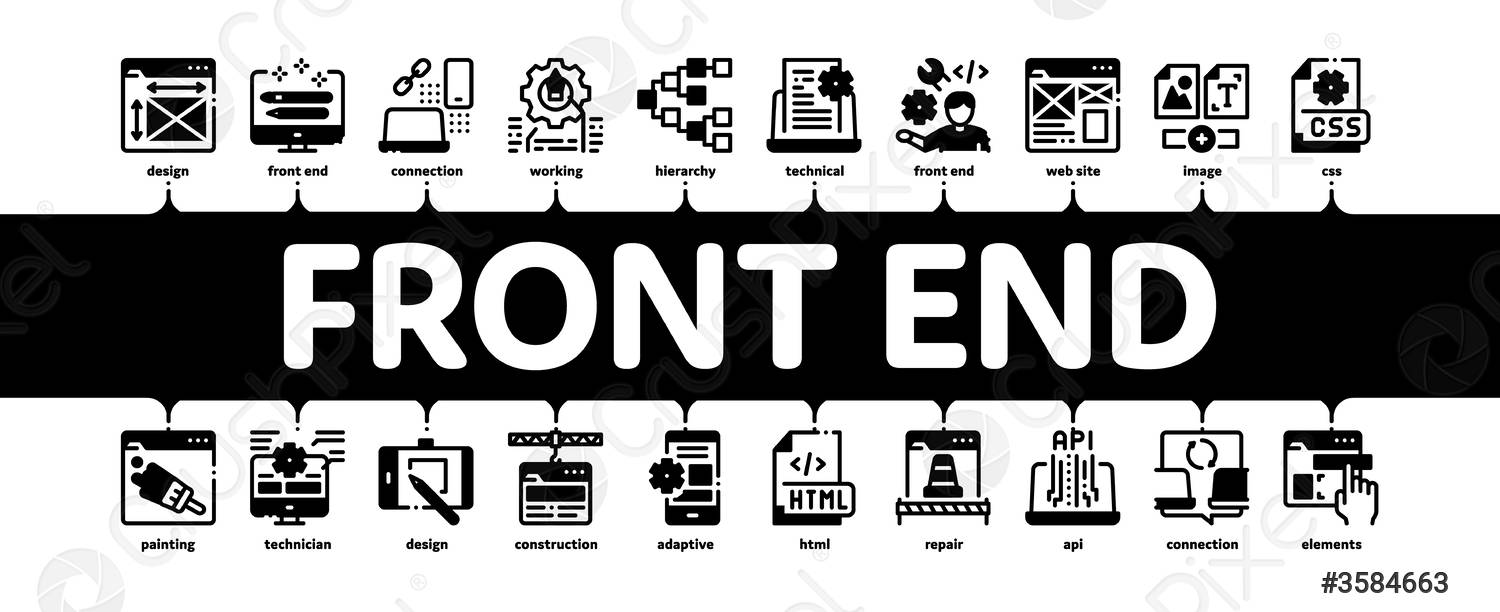 design front end connection working hierarchy technical front end web site image css
</>
T
CSS
FRONT END
API
</>
HTML
painting technician design construction adaptive html repair api connection elements
#3584663
crushpixel